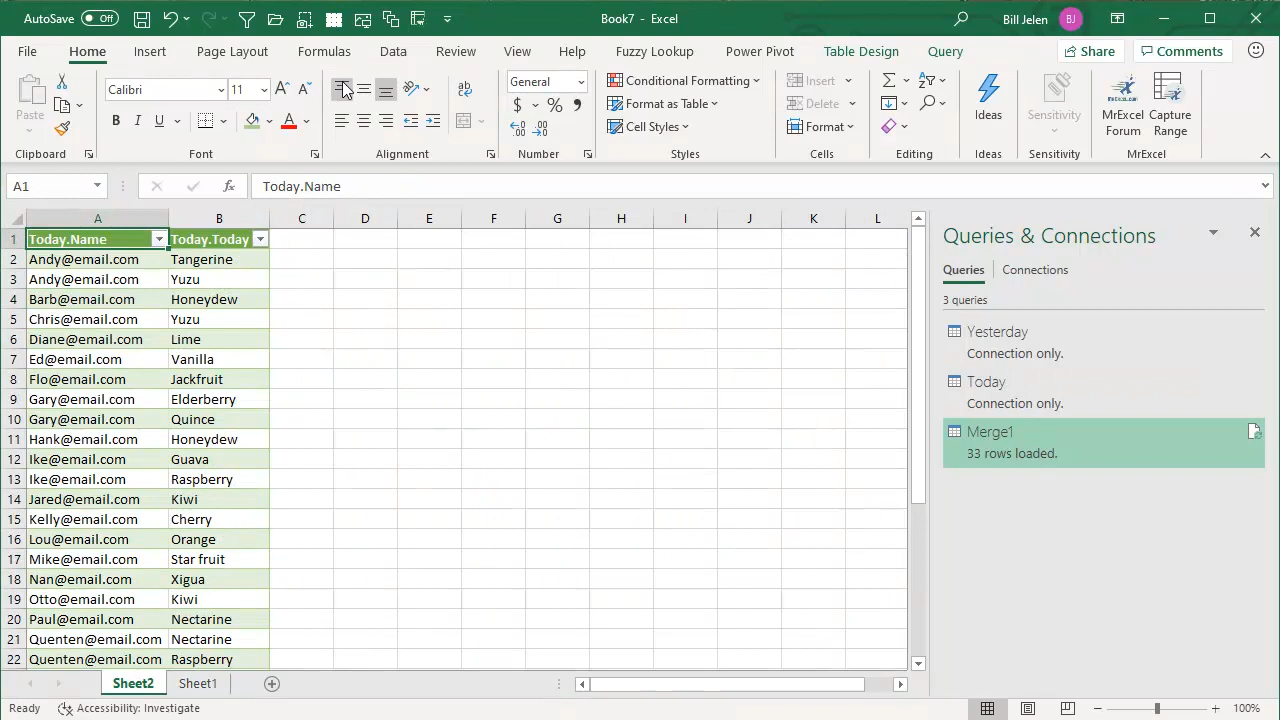 AutoSave Off Book7 - Excel Bill Jelen BJ
File Home Insert Page Layout Formulas Data Review View Help Fuzzy Lookup Power Pivot Table Design Query Share Comments
Paste
Calibri 11
B I U A
General
$ % ,
Conditional Formatting
Format as Table
Cell Styles
Insert
Delete
Format
Ideas
Sensitivity
MrExcel Forum
Capture Range
Clipboard Font Alignment Number Styles Cells Editing Ideas Sensitivity MrExcel
A1 fx Today.Name
A B C D E F G H I J K L
1 Today.Name Today.Today
2 Andy@email.com Tangerine
3 Andy@email.com Yuzu
4 Barb@email.com Honeydew
5 Chris@email.com Yuzu
6 Diane@email.com Lime
7 Ed@email.com Vanilla
8 Flo@email.com Jackfruit
9 Gary@email.com Elderberry
10 Gary@email.com Quince
11 Hank@email.com Honeydew
12 Ike@email.com Guava
13 Ike@email.com Raspberry
14 Jared@email.com Kiwi
15 Kelly@email.com Cherry
16 Lou@email.com Orange
17 Mike@email.com Star fruit
18 Nan@email.com Xigua
19 Otto@email.com Kiwi
20 Paul@email.com Nectarine
21 Quenten@email.com Nectarine
22 Quenten@email.com Raspberry
Queries & Connections
Queries Connections
3 queries
Yesterday
Connection only.
Today
Connection only.
Merge1
33 rows loaded.
Sheet2 Sheet1
Ready Accessibility: Investigate 100%